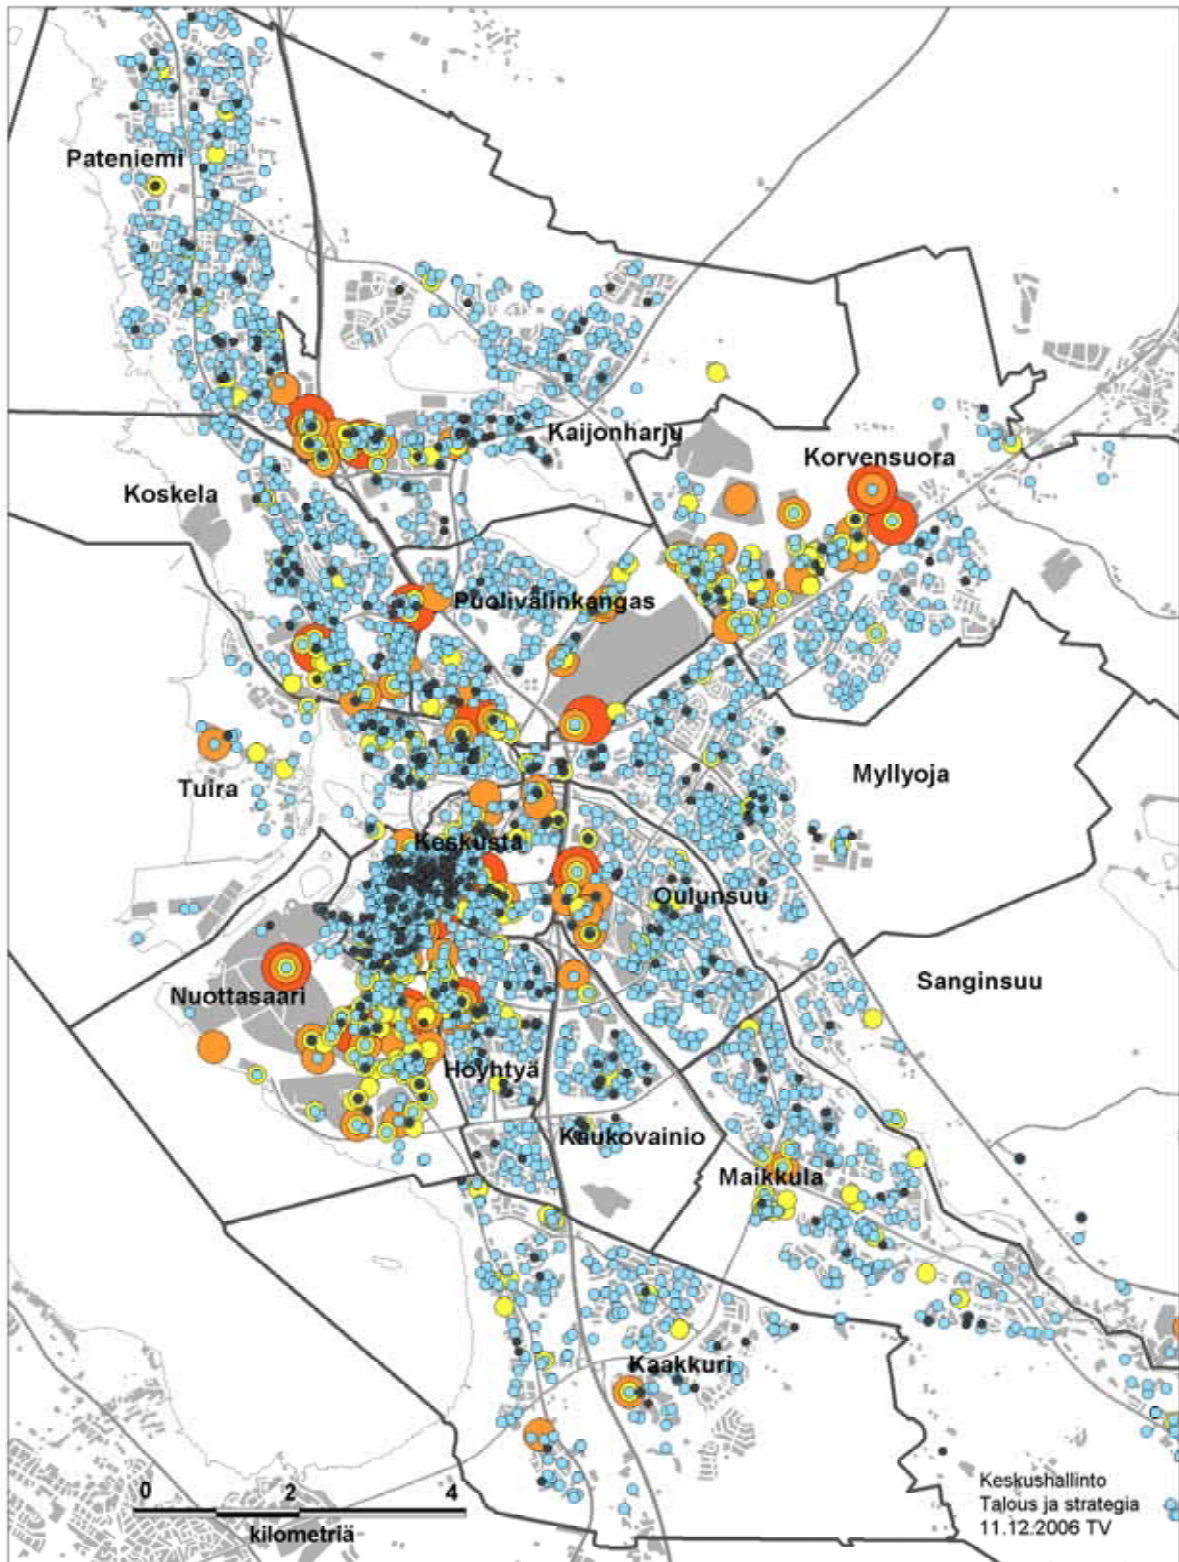 Pateniemi
Kaijonharju
Korvensuora
Koskela
Puolivälinkangas
Myllyoja
Tuira
Keskusta
Oulunsuu
Sanginsuu
Nuottasaari
Höyhtyä
Kaukovainio
Maikkula
Kaakkuri
0 2 4
kilometriä
Keskushallinto
Talous ja strategia
11.12.2006 TV